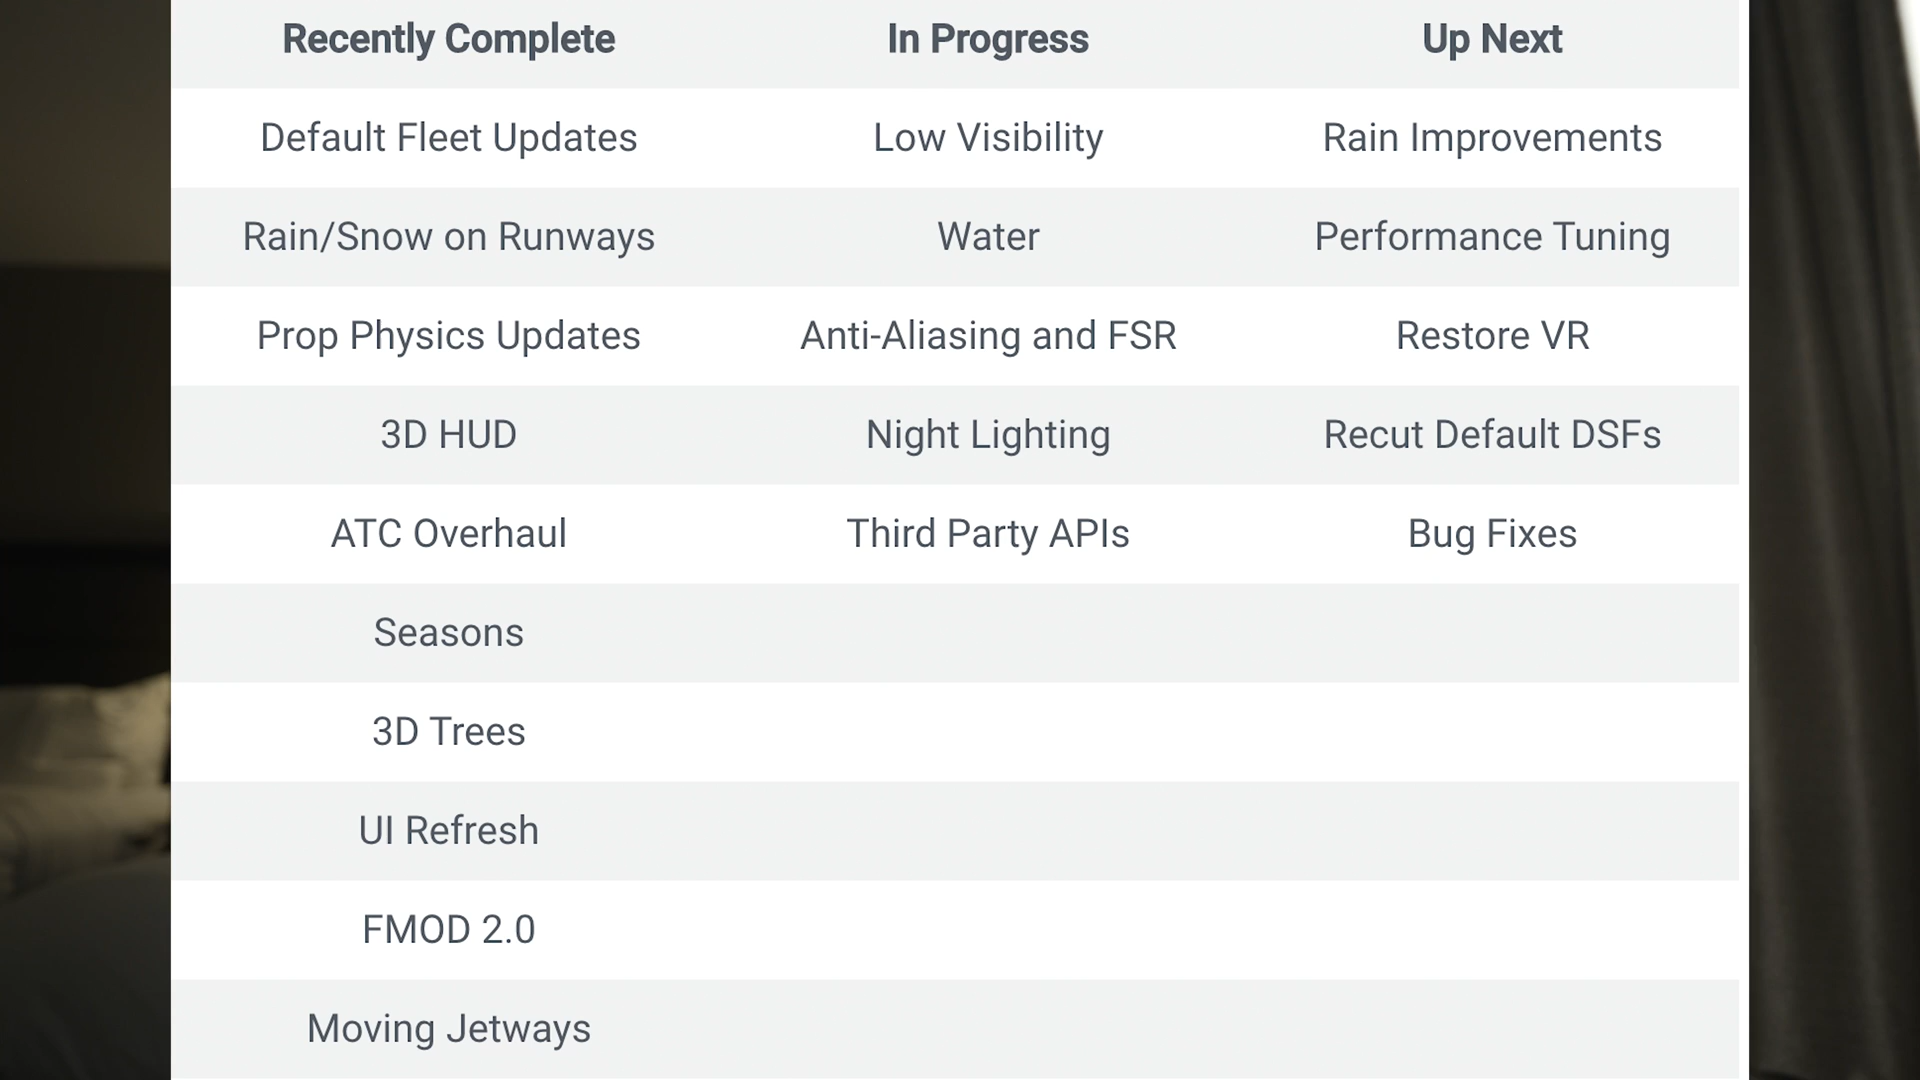 Recently Complete In Progress Up Next
Default Fleet Updates Low Visibility Rain Improvements
Rain/Snow on Runways Water Performance Tuning
Prop Physics Updates Anti-Aliasing and FSR Restore VR
3D HUD Night Lighting Recut Default DSFs
ATC Overhaul Third Party APIs Bug Fixes
Seasons
3D Trees
UI Refresh
FMOD 2.0
Moving Jetways